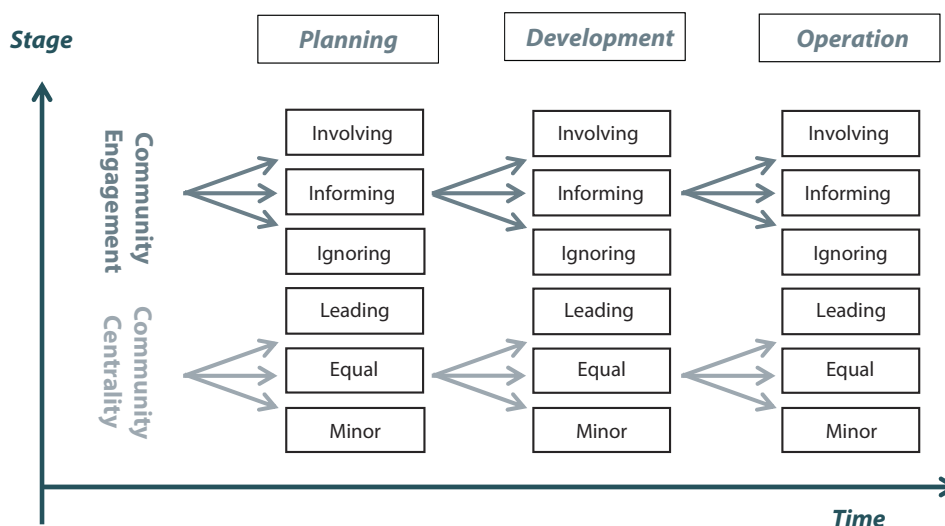 Stage
Planning
Development
Operation
Community
Engagement
Involving
Involving
Involving
Informing
Informing
Informing
Ignoring
Ignoring
Ignoring
Community
Centrality
Leading
Leading
Leading
Equal
Equal
Equal
Minor
Minor
Minor
Time